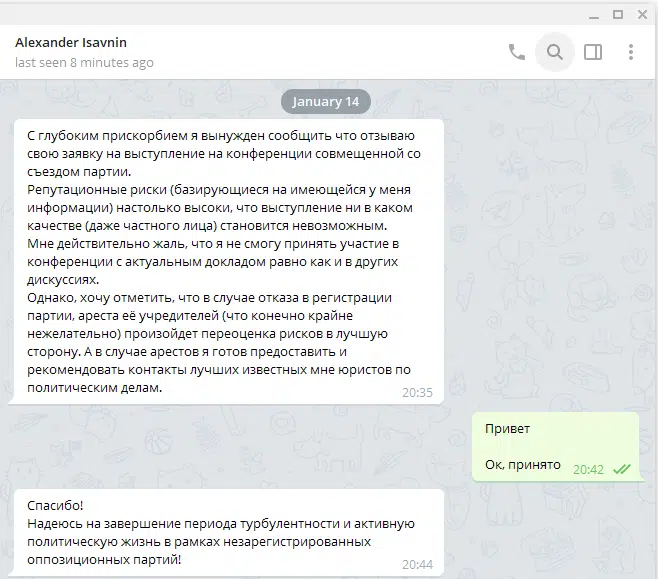 Alexander Isavnin
last seen 8 minutes ago
January 14
С глубоким прискорбием я вынужден сообщить что отзываю
свою заявку на выступление на конференции совмещенной со
съездом партии.
Репутационные риски (базирующиеся на имеющейся у меня
информации) настолько высоки, что выступление ни в каком
качестве (даже частного лица) становится невозможным.
Мне действительно жаль, что я не смогу принять участие в
конференции с актуальным докладом равно как и в других
дискуссиях.
Однако, хочу отметить, что в случае отказа в регистрации
партии, ареста её учредителей (что конечно крайне
нежелательно) произойдет переоценка рисков в лучшую
сторону. А в случае арестов я готов предоставить и
рекомендовать контакты лучших известных мне юристов по
политическим делам.
20:35
Привет
Ок, принято 20:42
Спасибо!
Надеюсь на завершение периода турбулентности и активную
политическую жизнь в рамках незарегистрированных
оппозиционных партий!
20:44